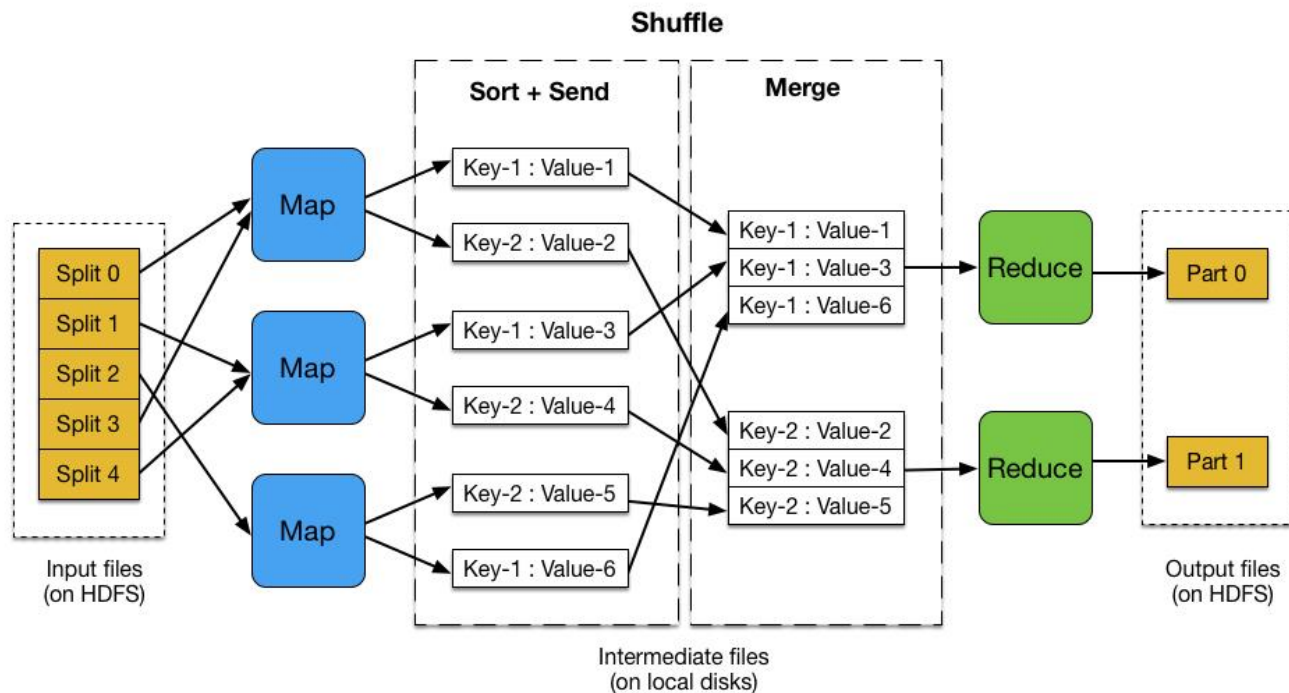 Shuffle
Sort + Send
Merge
Split 0
Split 1
Split 2
Split 3
Split 4
Input files
(on HDFS)
Map
Map
Map
Key-1 : Value-1
Key-2 : Value-2
Key-1 : Value-3
Key-2 : Value-4
Key-2 : Value-5
Key-1 : Value-6
Key-1 : Value-1
Key-1 : Value-3
Key-1 : Value-6
Key-2 : Value-2
Key-2 : Value-4
Key-2 : Value-5
Intermediate files
(on local disks)
Reduce
Reduce
Part 0
Part 1
Output files
(on HDFS)